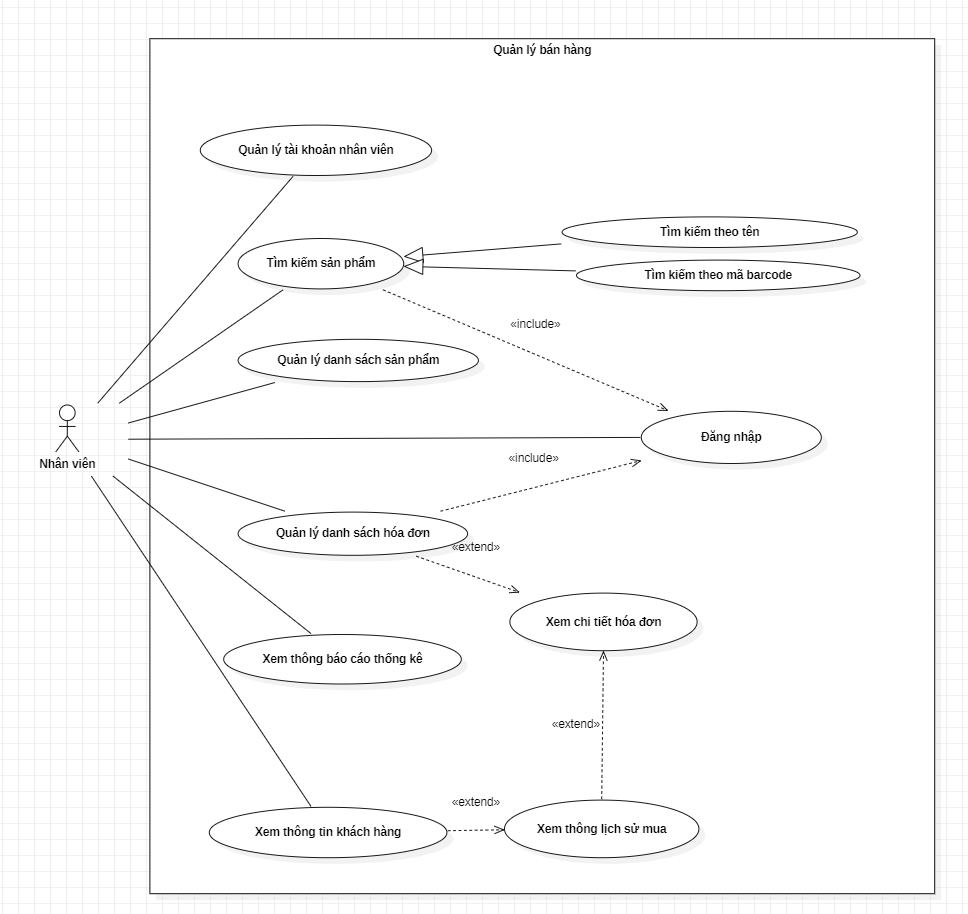 Quản lý bán hàng
Quản lý tài khoản nhân viên
Tìm kiếm theo tên
Tìm kiếm sản phẩm
Tìm kiếm theo mã barcode
«include»
Quản lý danh sách sản phẩm
Đăng nhập
Nhân viên
«include»
Quản lý danh sách hóa đơn
«extend»
Xem chi tiết hóa đơn
Xem thông báo cáo thống kê
«extend»
«extend»
Xem thông tin khách hàng
Xem thông lịch sử mua